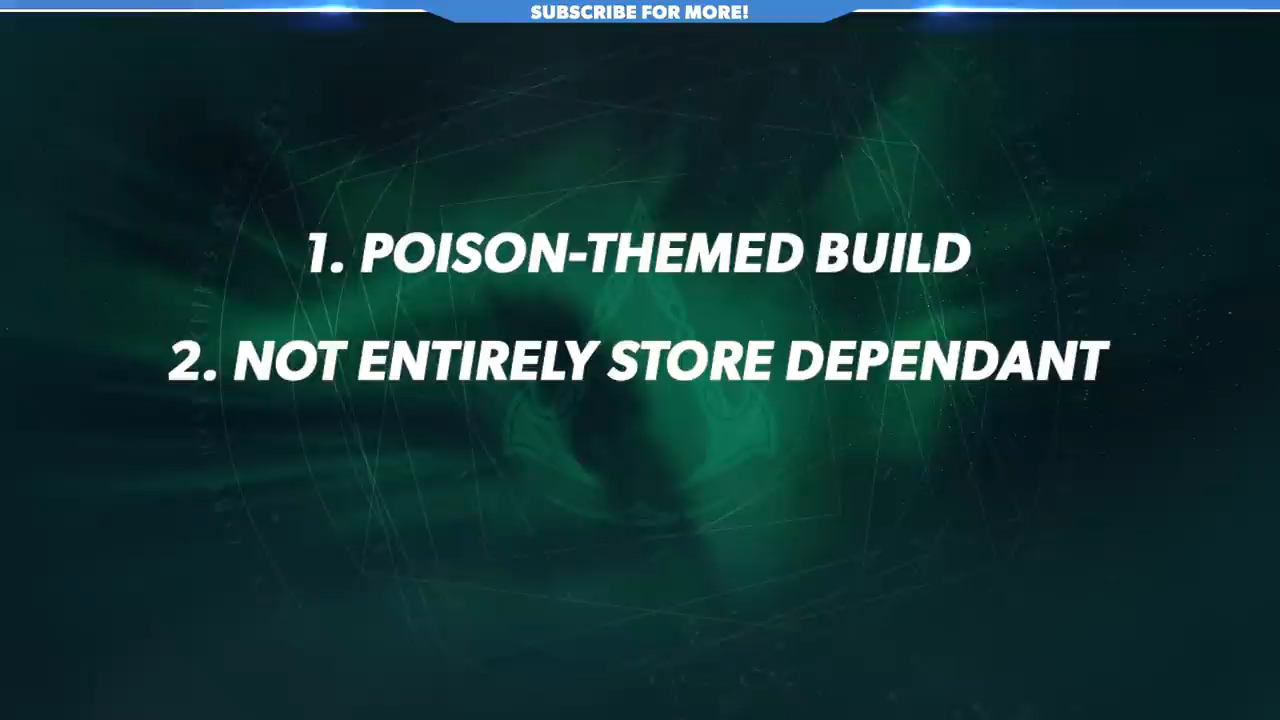 SUBSCRIBE FOR MORE!
1. POISON-THEMED BUILD
2. NOT ENTIRELY STORE DEPENDANT